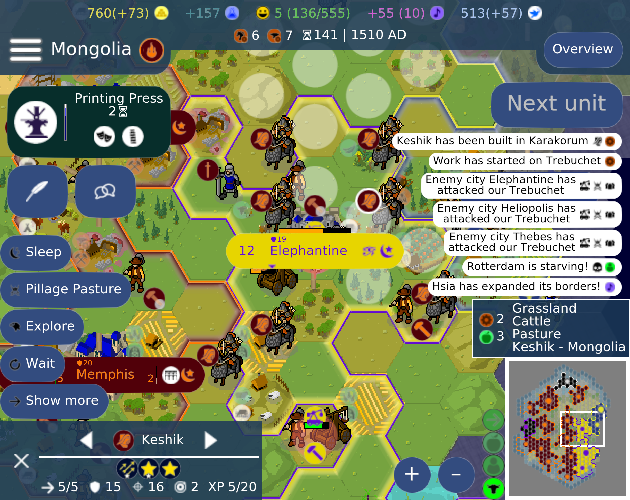 760(+73) +157 5 (136/555) +55 (10) 513(+57)
6 7 141 | 1510 AD
Mongolia
Overview
Printing Press
2
Next unit
Keshik has been built in Karakorum
Work has started on Trebuchet
Enemy city Elephantine has
attacked our Trebuchet
Enemy city Heliopolis has
attacked our Trebuchet
Enemy city Thebes has
attacked our Trebuchet
Rotterdam is starving!
Hsia has expanded its borders!
19
12 Elephantine
Sleep
Pillage Pasture
Explore
Wait
Show more
20
Memphis 2
2 Grassland
Cattle
3 Pasture
Keshik - Mongolia
Keshik
5/5 15 16 2 XP 5/20
+ -